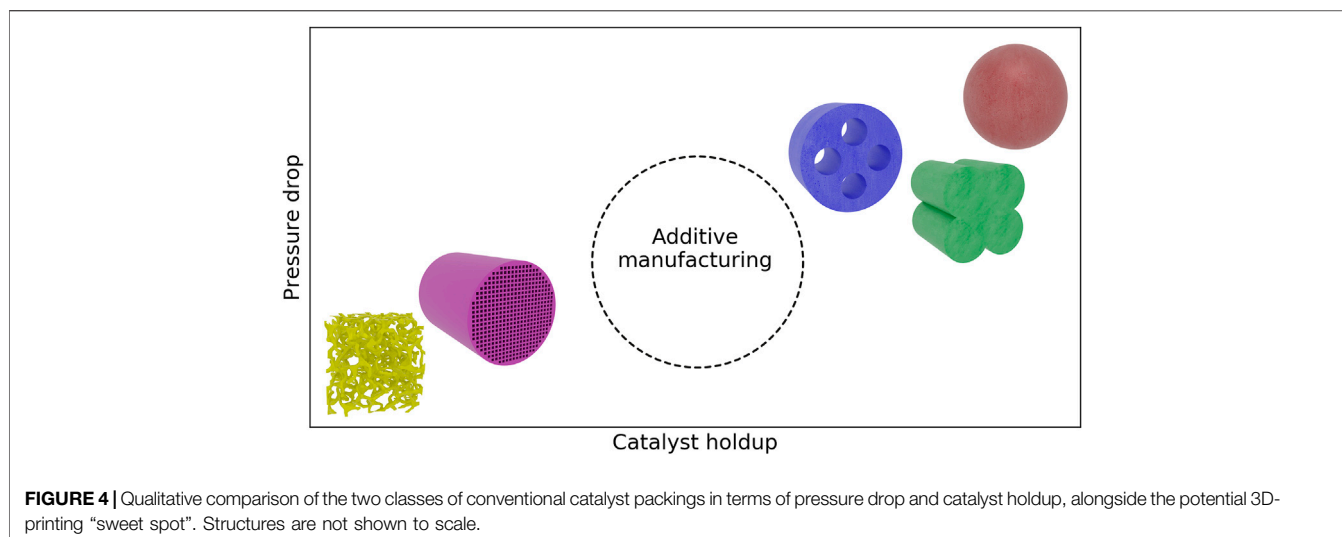 Pressure drop
Additive
manufacturing
Catalyst holdup
FIGURE 4 | Qualitative comparison of the two classes of conventional catalyst packings in terms of pressure drop and catalyst holdup, alongside the potential 3D-
printing “sweet spot”. Structures are not shown to scale.